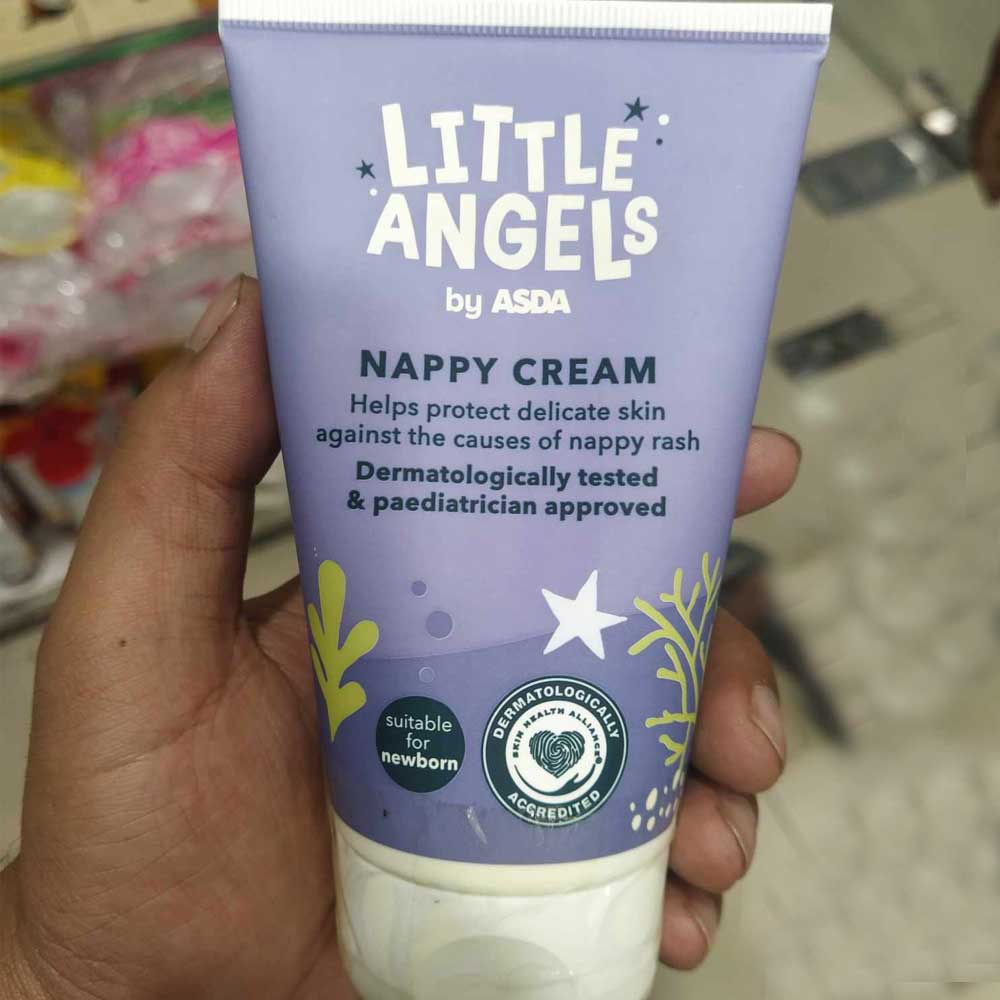 LITTLE
ANGELS
by ASDA
NAPPY CREAM
Helps protect delicate skin
against the causes of nappy rash
Dermatologically tested
& paediatrician approved
suitable
for
newborn
DERMATOLOGICALLY
SKIN HEALTH ALLIANCE®
ACCREDITED